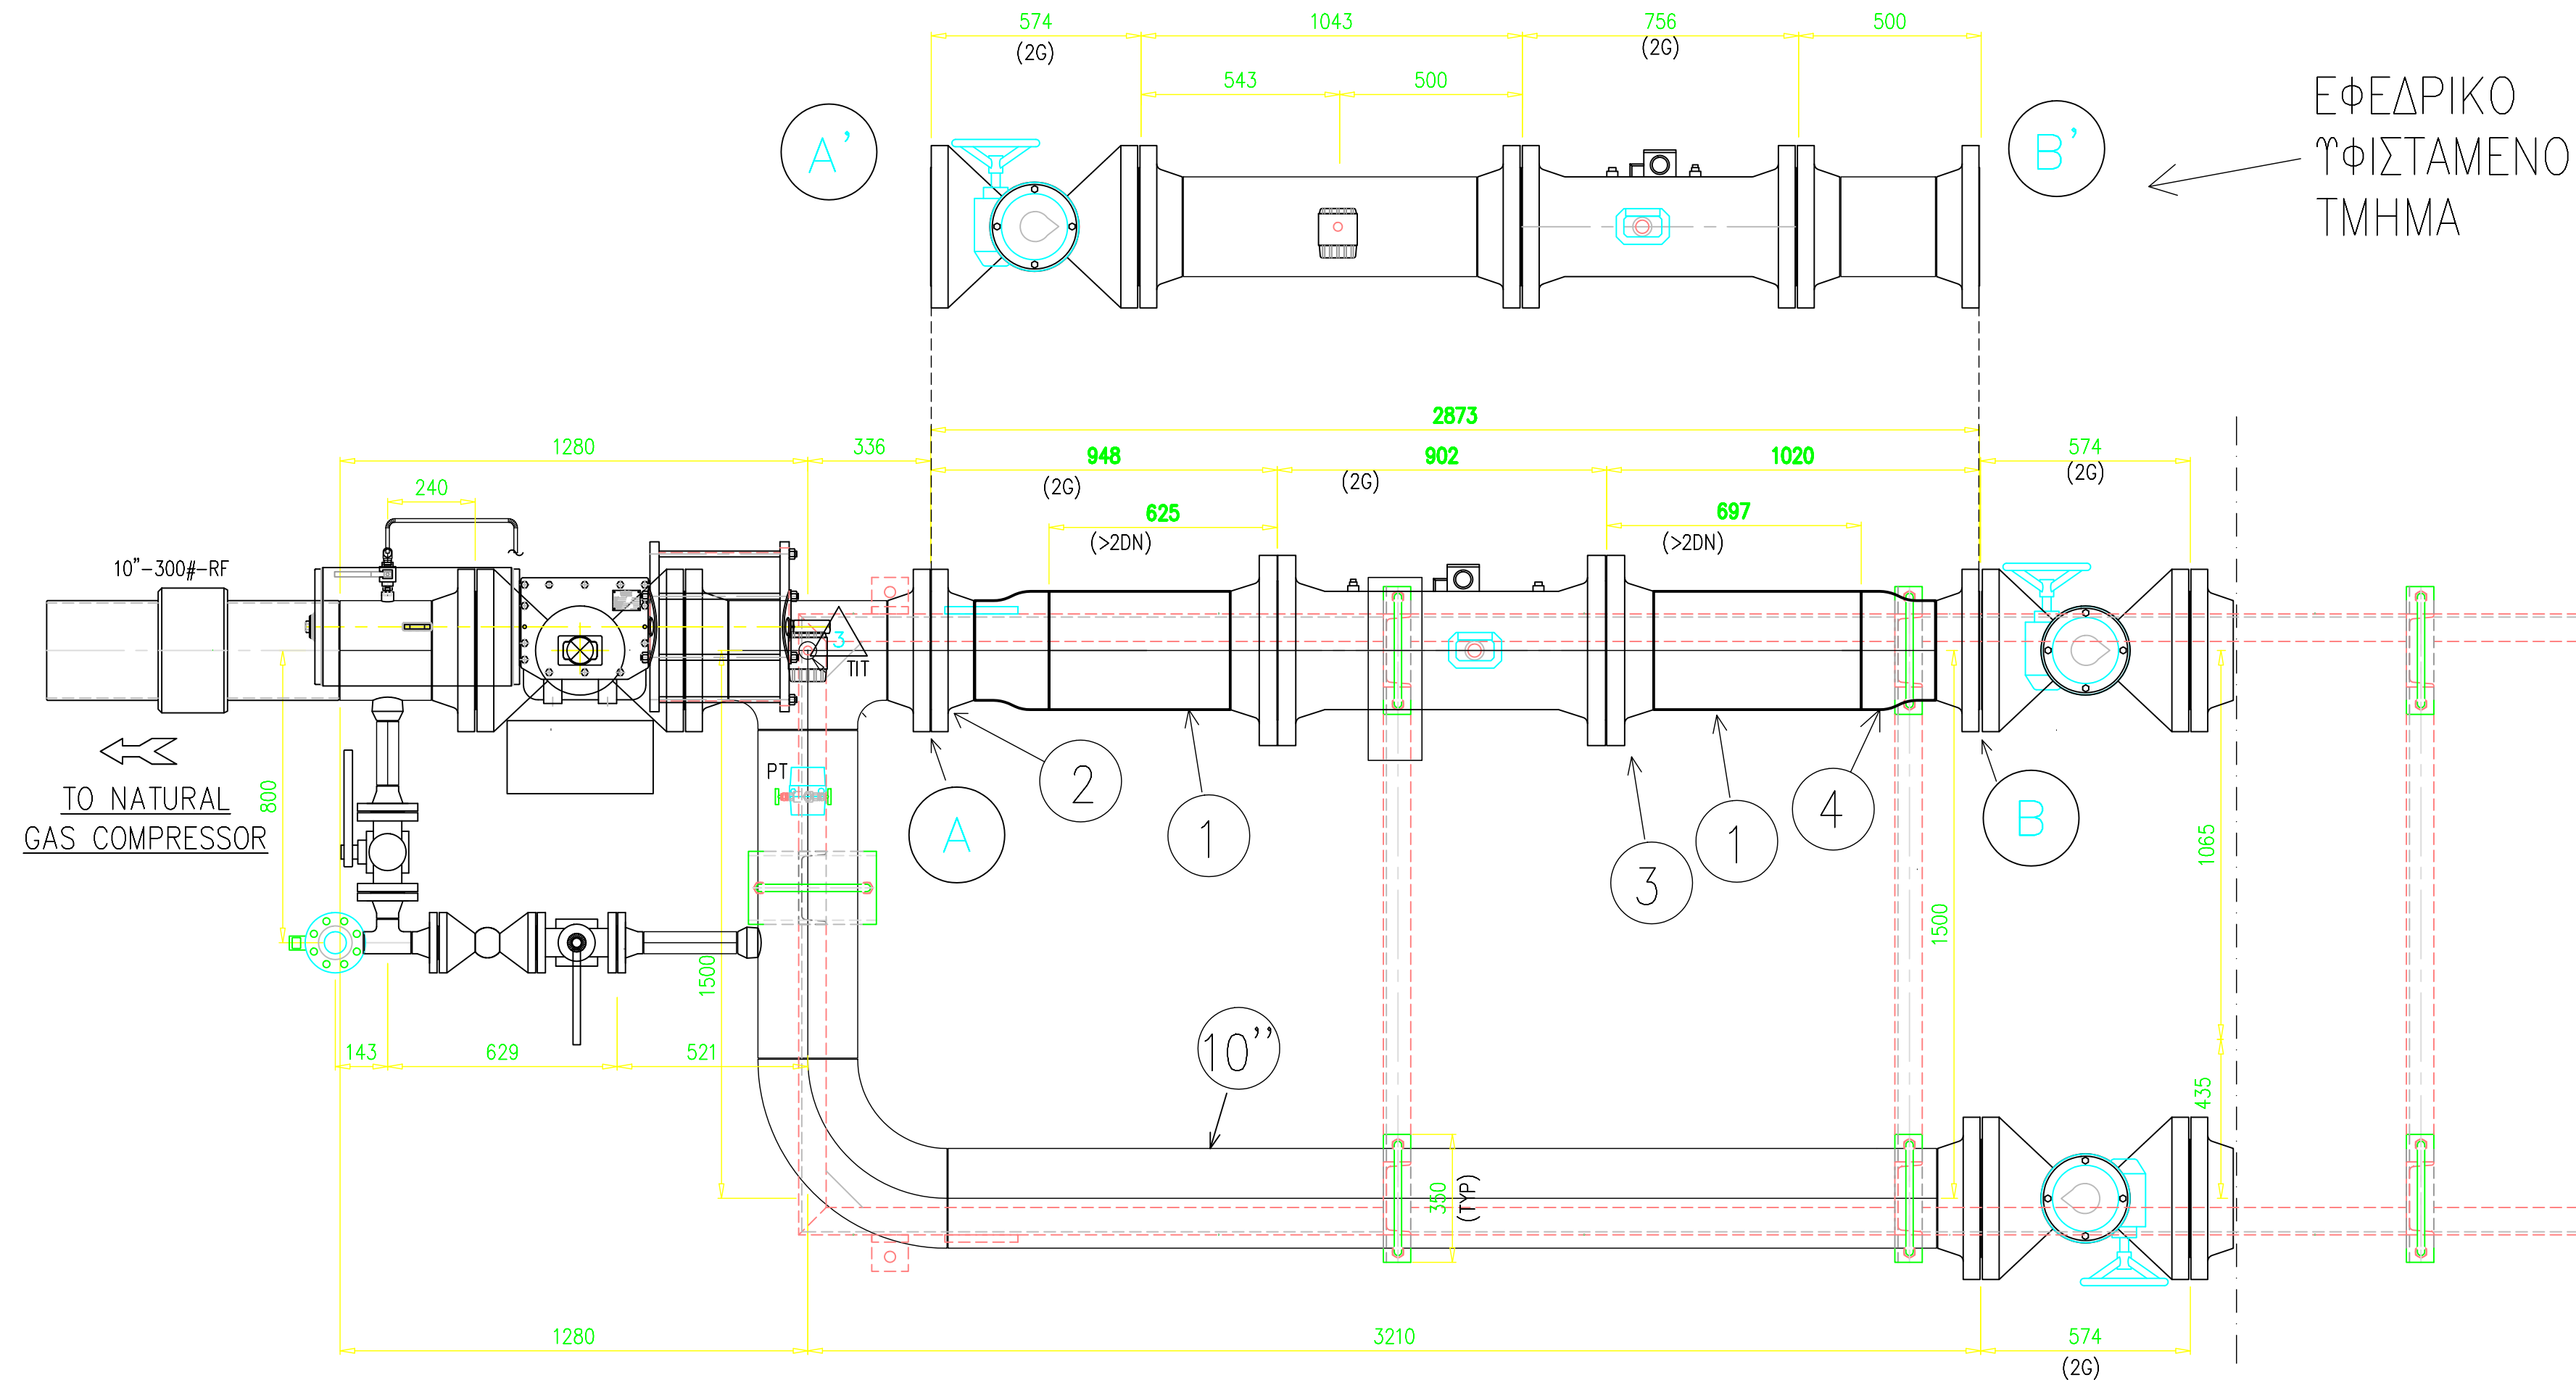 574
1043
756
500
(2G)
(2G)
543
500
A'
B'
ΕΦΕΔΡΙΚΟ
ΥΦΙΣΤΑΜΕΝΟ
ΤΜΗΜΑ
2873
1280
336
948
902
1020
574
(2G)
(2G)
(2G)
240
625
697
(>2DN)
(>2DN)
10"-300#-RF
3
TIT
PT
TO NATURAL
GAS COMPRESSOR
800
2
1
A
3
1
4
B
1065
1500
1500
10"
143
629
521
435
350
(TYP)
1280
3210
574
(2G)